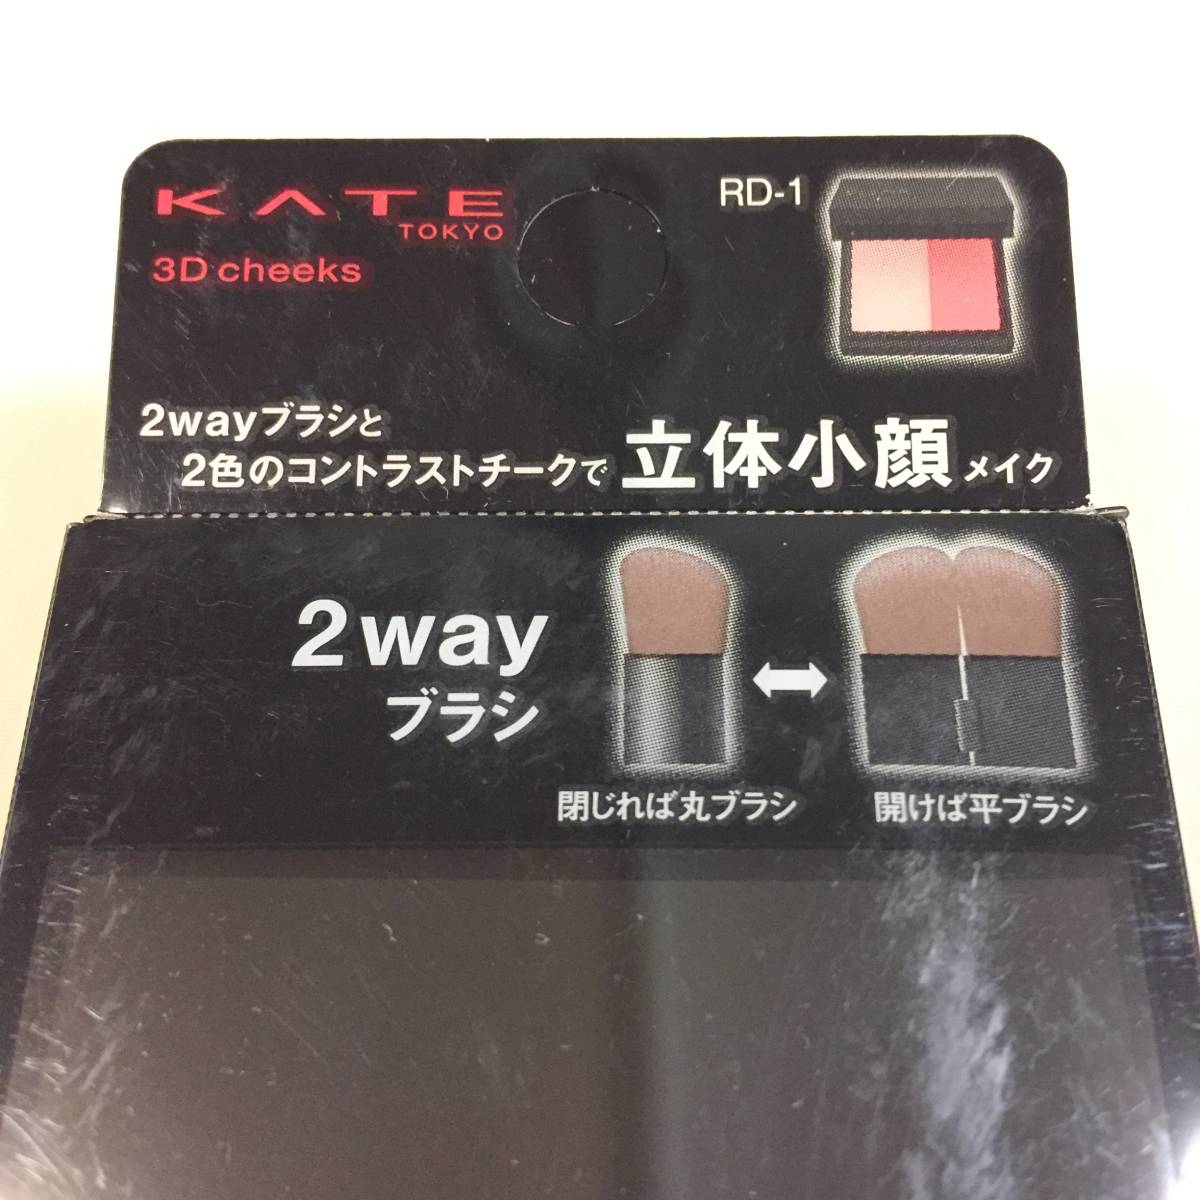 KATE
TOKYO
3D cheeks
RD-1
2wayブラシと
2色のコントラストチークで 立体小顔メイク
2way
ブラシ
閉じれば丸ブラシ
開けば平ブラシ